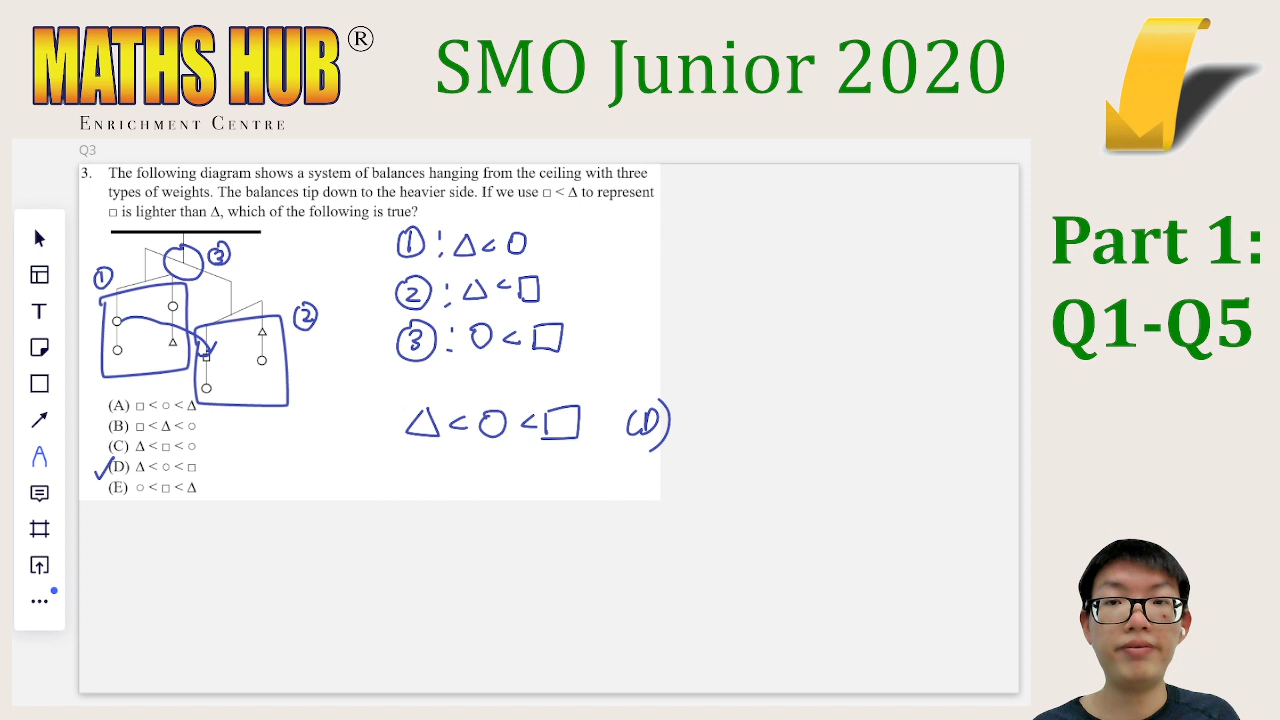 MATHS HUB®
ENRICHMENT CENTRE
SMO Junior 2020
Part 1:
Q1-Q5
Q3
3. The following diagram shows a system of balances hanging from the ceiling with three
types of weights. The balances tip down to the heavier side. If we use □ < Δ to represent
□ is lighter than Δ, which of the following is true?
①
②
③
(A) □ < ○ < Δ
(B) □ < Δ < ○
(C) Δ < □ < ○
(D) Δ < ○ < □
(E) ○ < □ < Δ
① : Δ < ○
② : Δ < □
③ : ○ < □
Δ < ○ < □ (D)
T